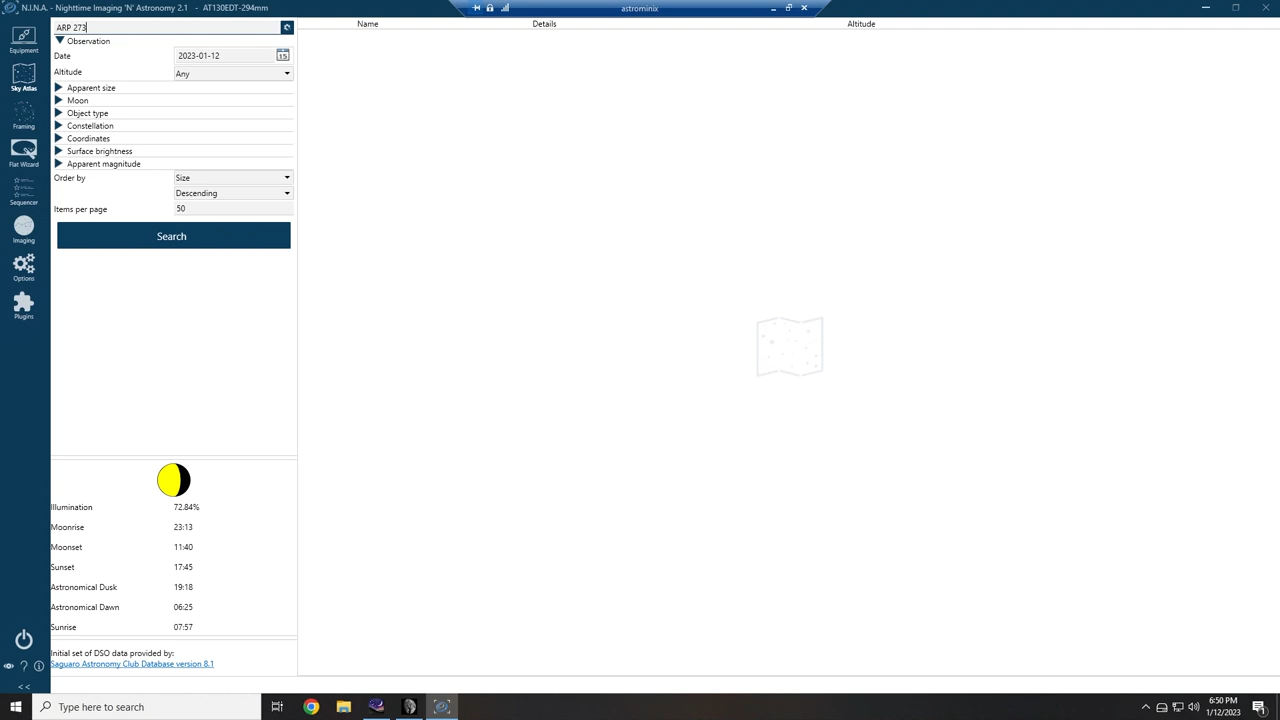 N.I.N.A. - Nighttime Imaging 'N' Astronomy 2.1 - AT130EDT-294mm
astrominix
Equipment
Sky Atlas
Framing
Flat Wizard
Sequencer
Imaging
Options
Plugins
<<
ARP 273
Observation
Date 2023-01-12 15
Altitude Any
Apparent size
Moon
Object type
Constellation
Coordinates
Surface brightness
Apparent magnitude
Order by Size
Descending
Items per page 50
Search
Name Details Altitude
Illumination 72.84%
Moonrise 23:13
Moonset 11:40
Sunset 17:45
Astronomical Dusk 19:18
Astronomical Dawn 06:25
Sunrise 07:57
Initial set of DSO data provided by:
Saguaro Astronomy Club Database version 8.1
Type here to search
6:50 PM
1/12/2023
1